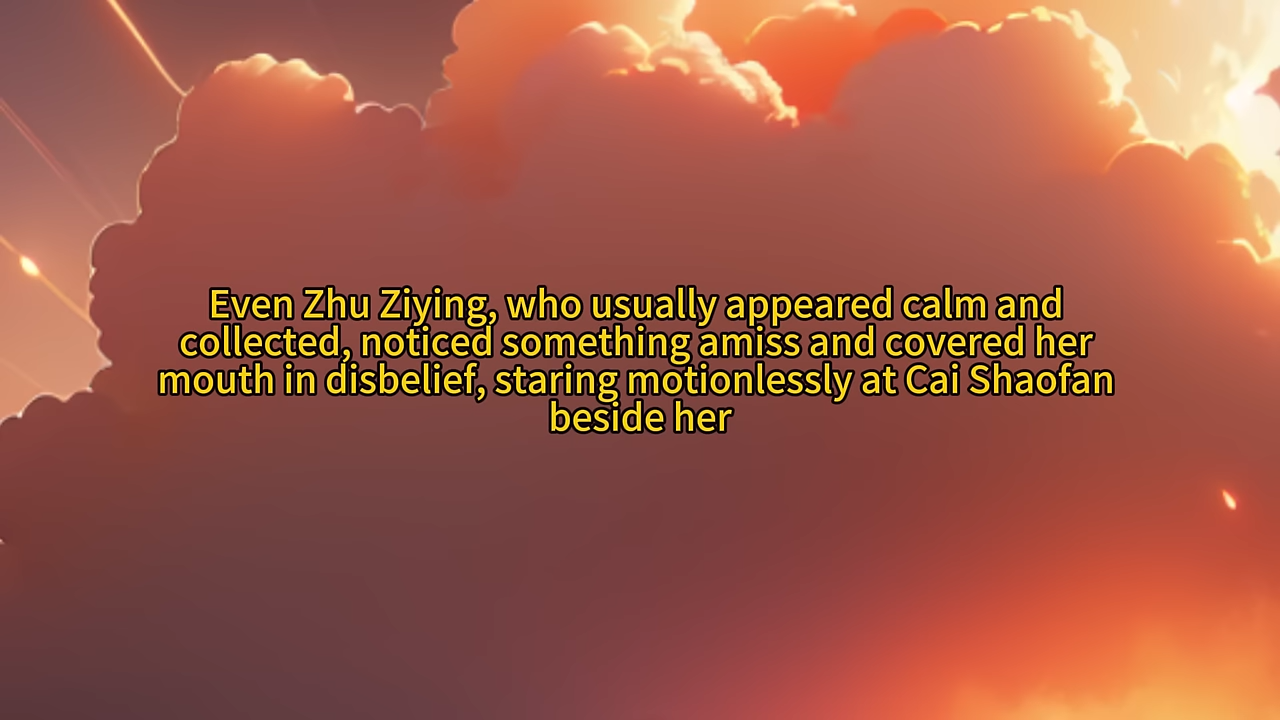 Even Zhu Ziying, who usually appeared calm and
collected, noticed something amiss and covered her
mouth in disbelief, staring motionlessly at Cai Shaofan
beside her